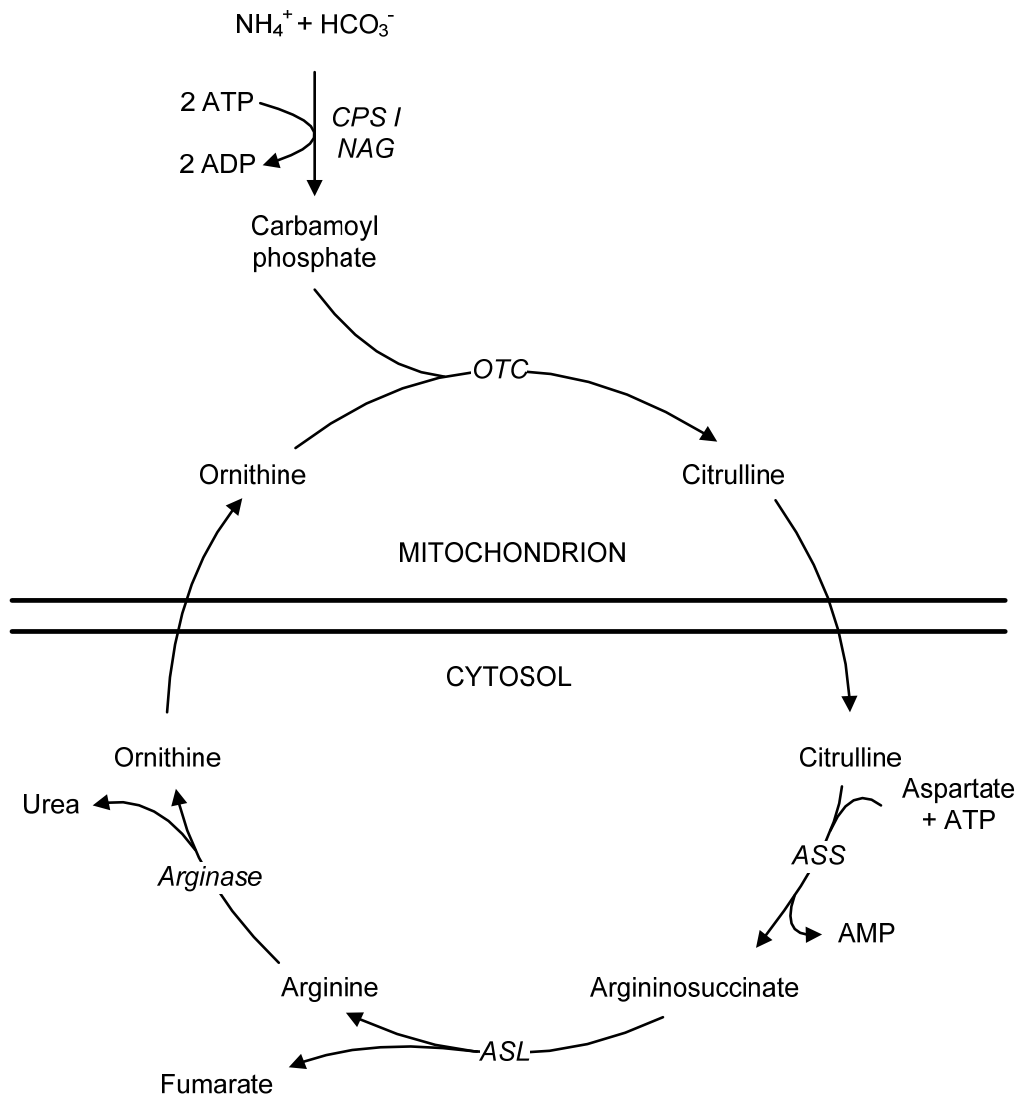 NH₄⁺ + HCO₃⁻
2 ATP
CPS I
NAG
2 ADP
Carbamoyl
phosphate
OTC
Ornithine
Citrulline
MITOCHONDRION
CYTOSOL
Ornithine
Citrulline
Urea
Aspartate
+ ATP
ASS
Arginase
AMP
Arginine
Argininosuccinate
ASL
Fumarate